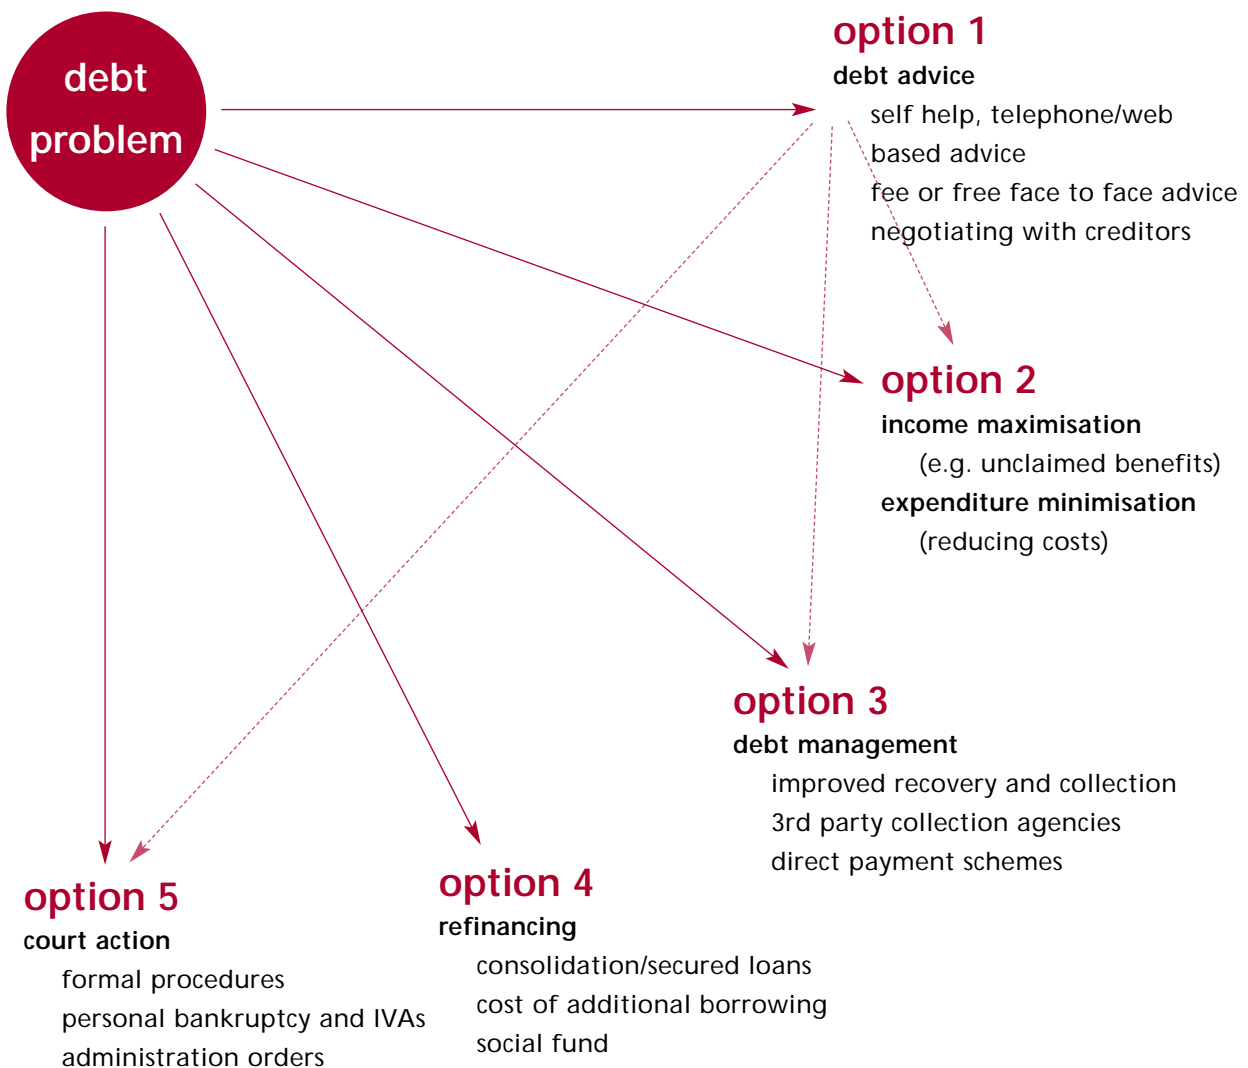 debt
problem
option 1
debt advice
self help, telephone/web
based advice
fee or free face to face advice
negotiating with creditors
option 2
income maximisation
(e.g. unclaimed benefits)
expenditure minimisation
(reducing costs)
option 3
debt management
improved recovery and collection
3rd party collection agencies
direct payment schemes
option 4
refinancing
consolidation/secured loans
cost of additional borrowing
social fund
option 5
court action
formal procedures
personal bankruptcy and IVAs
administration orders